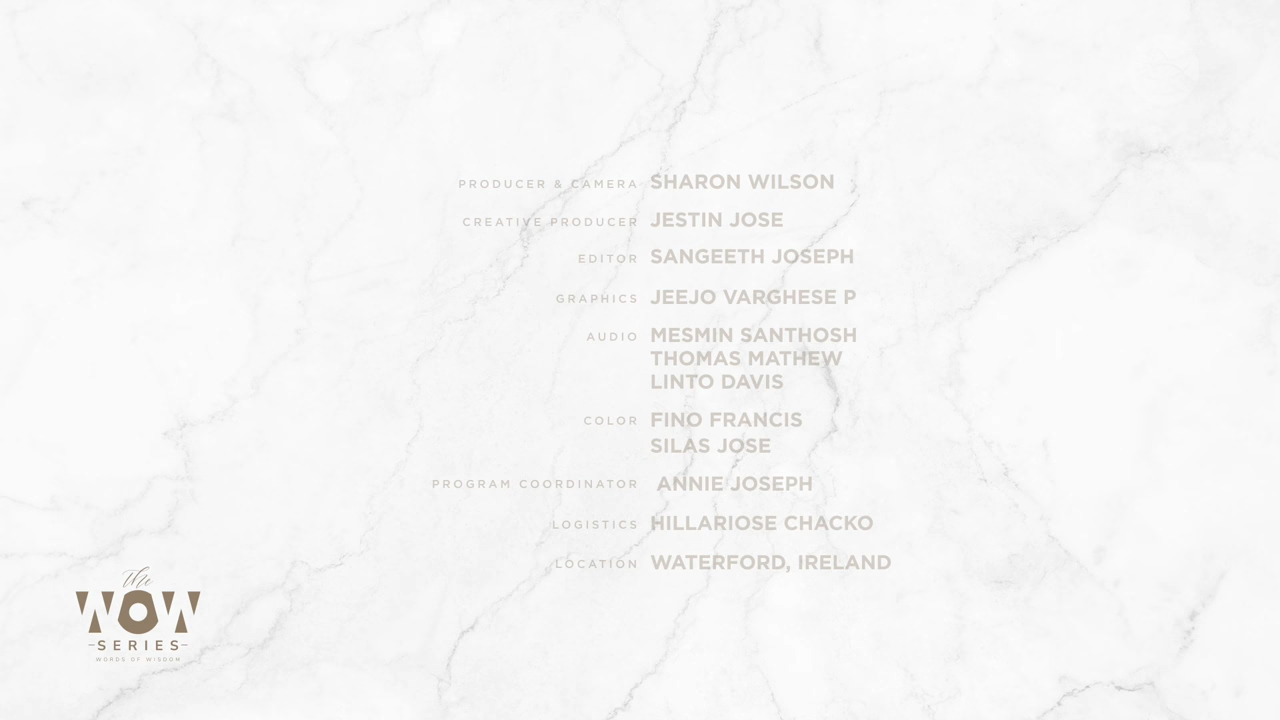 PRODUCER & CAMERA SHARON WILSON
CREATIVE PRODUCER JESTIN JOSE
EDITOR SANGEETH JOSEPH
GRAPHICS JEEJO VARGHESE P
AUDIO MESMIN SANTHOSH
THOMAS MATHEW
LINTO DAVIS
COLOR FINO FRANCIS
SILAS JOSE
PROGRAM COORDINATOR ANNIE JOSEPH
LOGISTICS HILLARIOSE CHACKO
LOCATION WATERFORD, IRELAND
The
WOW
SERIES
WORDS OF WISDOM